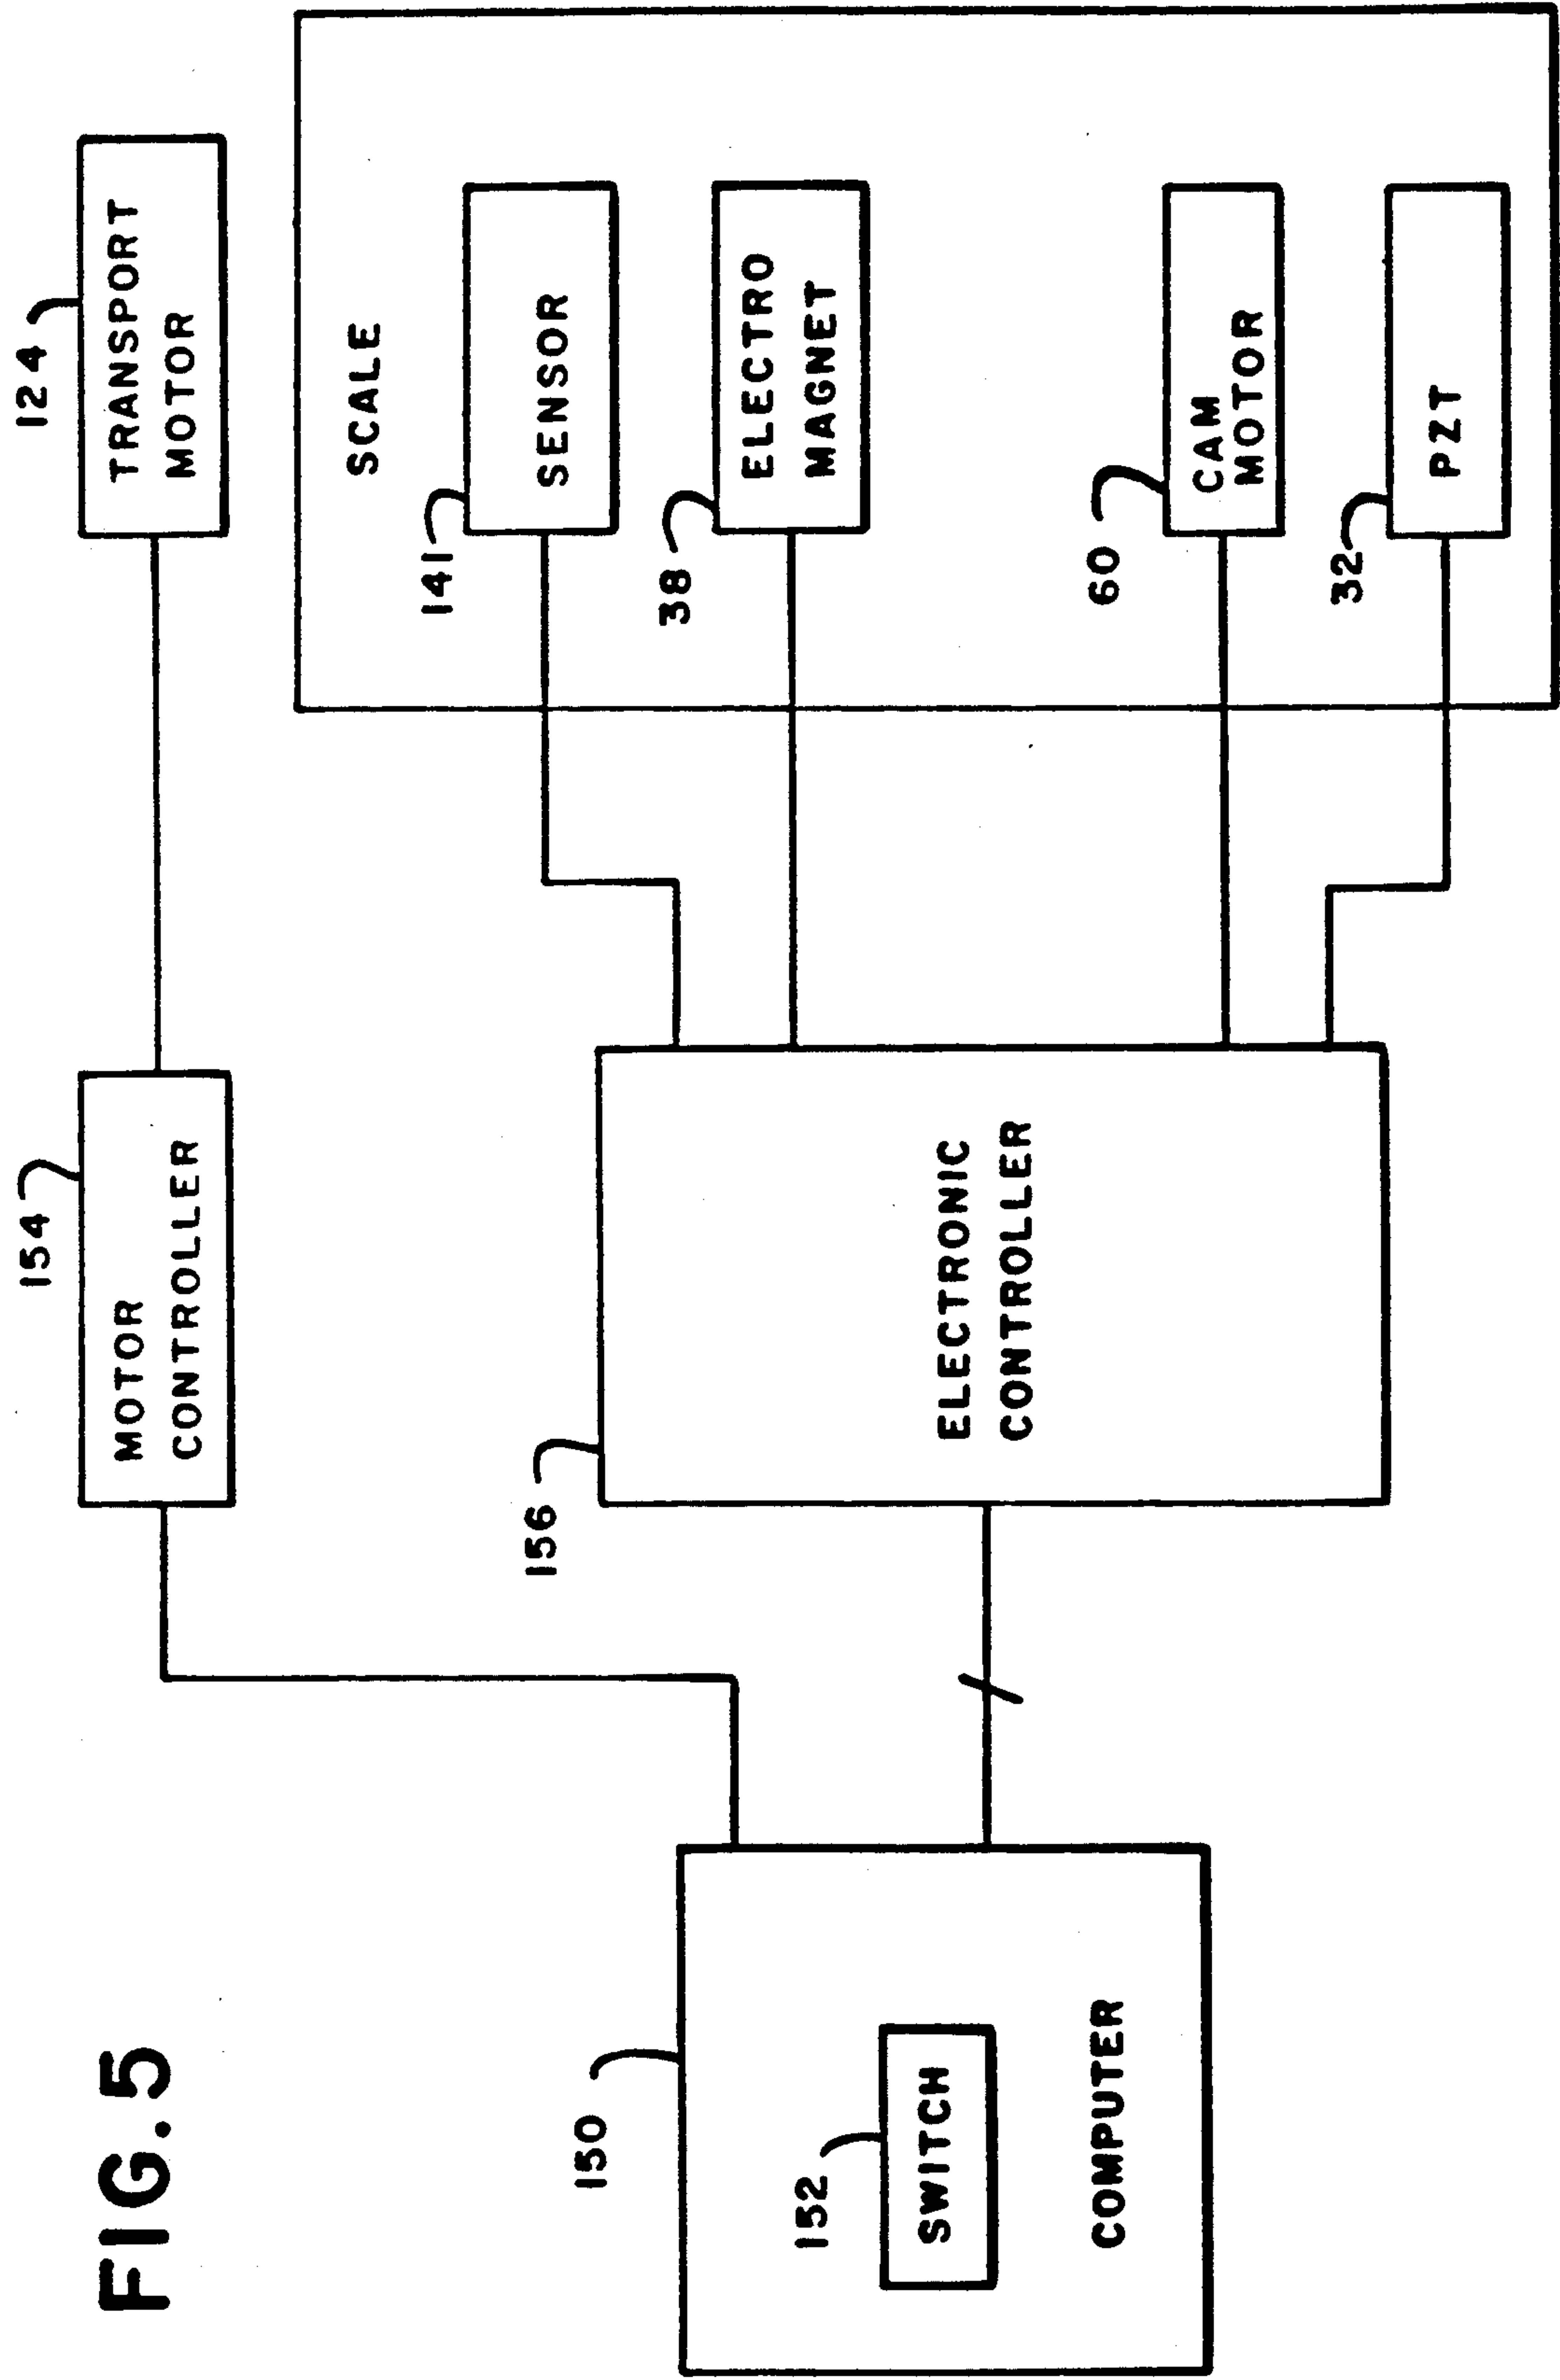 FIG.5
154
MOTOR
CONTROLLER
124
TRANSPORT
MOTOR
SCALE
141
SENSOR
38
ELECTRO
MAGNET
60
CAM
MOTOR
32
PZT
156
ELECTRONIC
CONTROLLER
150
152
SWITCH
COMPUTER